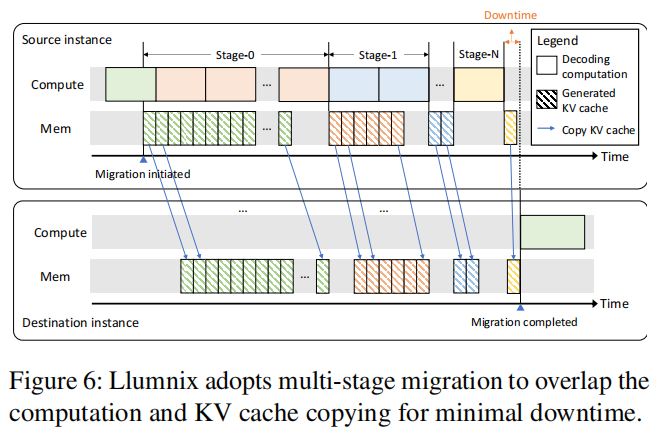 Downtime
Source instance
Stage-0
Stage-1
Stage-N
Legend
Decoding
computation
Generated
KV cache
Copy KV cache
Compute
...
...
Mem
...
Time
Migration initiated
...
...
Compute
Mem
...
Time
Destination instance
Migration completed
Figure 6: Llumnix adopts multi-stage migration to overlap the
computation and KV cache copying for minimal downtime.